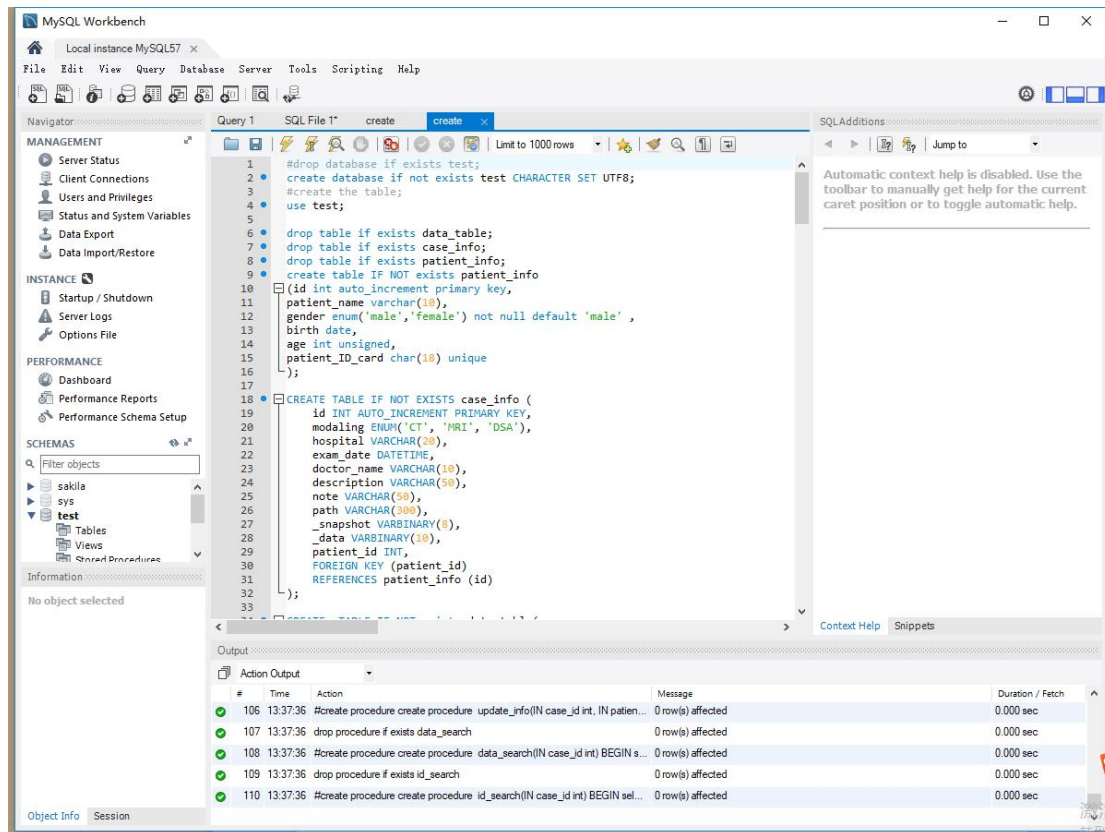 MySQL Workbench
Local instance MySQL57
File Edit View Query Database Server Tools Scripting Help
Navigator
MANAGEMENT
Server Status
Client Connections
Users and Privileges
Status and System Variables
Data Export
Data Import/Restore
INSTANCE
Startup / Shutdown
Server Logs
Options File
PERFORMANCE
Dashboard
Performance Reports
Performance Schema Setup
SCHEMAS
Filter objects
sakila
sys
test
Tables
Views
Stored Procedures
Information
No object selected
Object Info Session
Query 1 SQL File 1* create create
Limit to 1000 rows
1 #drop database if exists test;
2 create database if not exists test CHARACTER SET UTF8;
3 #create the table;
4 use test;
5
6 drop table if exists data_table;
7 drop table if exists case_info;
8 drop table if exists patient_info;
9 create table IF NOT exists patient_info
10 (id int auto_increment primary key,
11 patient_name varchar(10),
12 gender enum('male','female') not null default 'male' ,
13 birth date,
14 age int unsigned,
15 patient_ID_card char(18) unique
16 );
17
18 CREATE TABLE IF NOT EXISTS case_info (
19 id INT AUTO_INCREMENT PRIMARY KEY,
20 modaling ENUM('CT', 'MRI', 'DSA'),
21 hospital VARCHAR(20),
22 exam_date DATETIME,
23 doctor_name VARCHAR(10),
24 description VARCHAR(50),
25 note VARCHAR(50),
26 path VARCHAR(300),
27 _snapshot VARBINARY(8),
28 _data VARBINARY(10),
29 patient_id INT,
30 FOREIGN KEY (patient_id)
31 REFERENCES patient_info (id)
32 );
33
SQLAdditions
Jump to
Automatic context help is disabled. Use the
toolbar to manually get help for the current
caret position or to toggle automatic help.
Context Help Snippets
Output
Action Output
# Time Action Message Duration / Fetch
106 13:37:36 #create procedure create procedure update_info(IN case_id int, IN patien... 0 row(s) affected 0.000 sec
107 13:37:36 drop procedure if exists data_search 0 row(s) affected 0.000 sec
108 13:37:36 #create procedure create procedure data_search(IN case_id int) BEGIN s... 0 row(s) affected 0.000 sec
109 13:37:36 drop procedure if exists id_search 0 row(s) affected 0.000 sec
110 13:37:36 #create procedure create procedure id_search(IN case_id int) BEGIN sel... 0 row(s) affected 0.000 sec